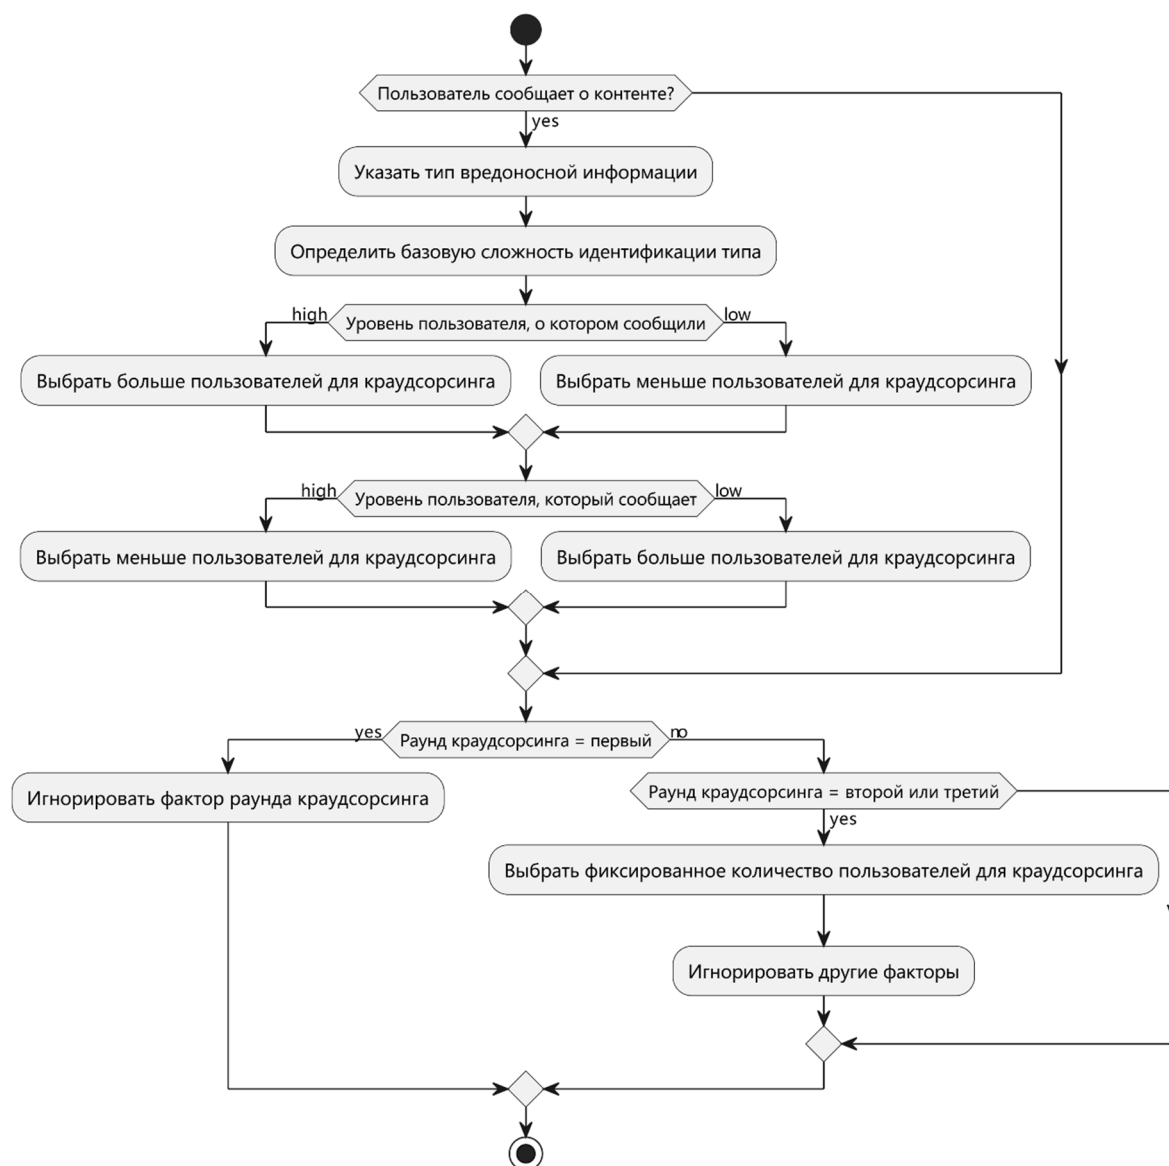 Пользователь сообщает о контенте?
yes
Указать тип вредоносной информации
Определить базовую сложность идентификации типа
high
Уровень пользователя, о котором сообщили
low
Выбрать больше пользователей для краудсорсинга
Выбрать меньше пользователей для краудсорсинга
high
Уровень пользователя, который сообщает
low
Выбрать меньше пользователей для краудсорсинга
Выбрать больше пользователей для краудсорсинга
yes
Раунд краудсорсинга = первый
no
Игнорировать фактор раунда краудсорсинга
Раунд краудсорсинга = второй или третий
yes
Выбрать фиксированное количество пользователей для краудсорсинга
Игнорировать другие факторы